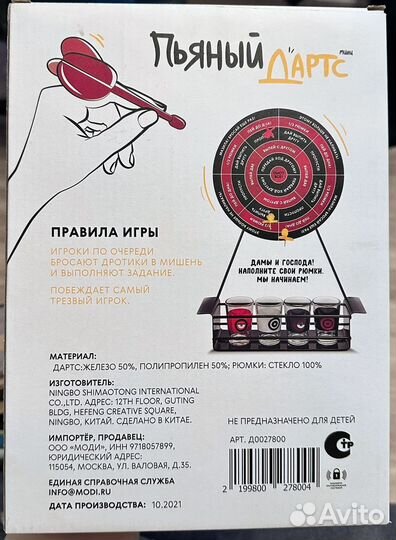 Пьяный Дартс
mini
ПРАВИЛА ИГРЫ
ИГРОКИ ПО ОЧЕРЕДИ
БРОСАЮТ ДРОТИКИ В МИШЕНЬ
И ВЫПОЛНЯЮТ ЗАДАНИЕ.
ПОБЕЖДАЕТ САМЫЙ
ТРЕЗВЫЙ ИГРОК.
ДАМЫ И ГОСПОДА!
НАПОЛНИТЕ СВОИ РЮМКИ.
МЫ НАЧИНАЕМ!
МАТЕРИАЛ:
ДАРТС:ЖЕЛЕЗО 50%, ПОЛИПРОПИЛЕН 50%; РЮМКИ: СТЕКЛО 100%
ИЗГОТОВИТЕЛЬ:
NINGBO SHIMAOTONG INTERNATIONAL
CO.,LTD. АДРЕС: 12TH FLOOR, GUTING
BLDG, HEFENG CREATIVE SQUARE,
NINGBO, КИТАЙ. СДЕЛАНО В КИТАЕ.
ИМПОРТЁР, ПРОДАВЕЦ:
ООО «МОДИ», ИНН 9718057899,
ЮРИДИЧЕСКИЙ АДРЕС:
115054, МОСКВА, УЛ. ВАЛОВАЯ, Д.35.
ЕДИНАЯ СПРАВОЧНАЯ СЛУЖБА
INFO@MODI.RU
ДАТА ПРОИЗВОДСТВА: 10.2021
НЕ ПРЕДНАЗНАЧЕНО ДЛЯ ДЕТЕЙ
АРТ. Д0027800
2 199800 278004
Avito